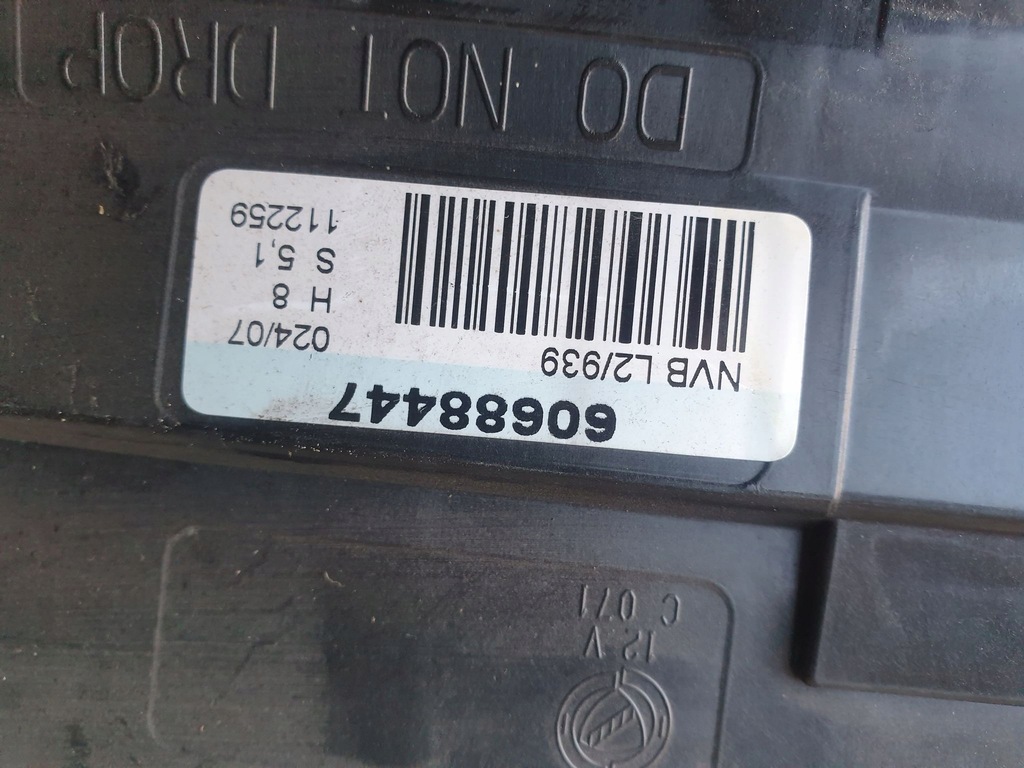 12 V
C 071
60688447
NVB L2/939
024/07
H 8
S 5,1
112259
DO NOT DROP